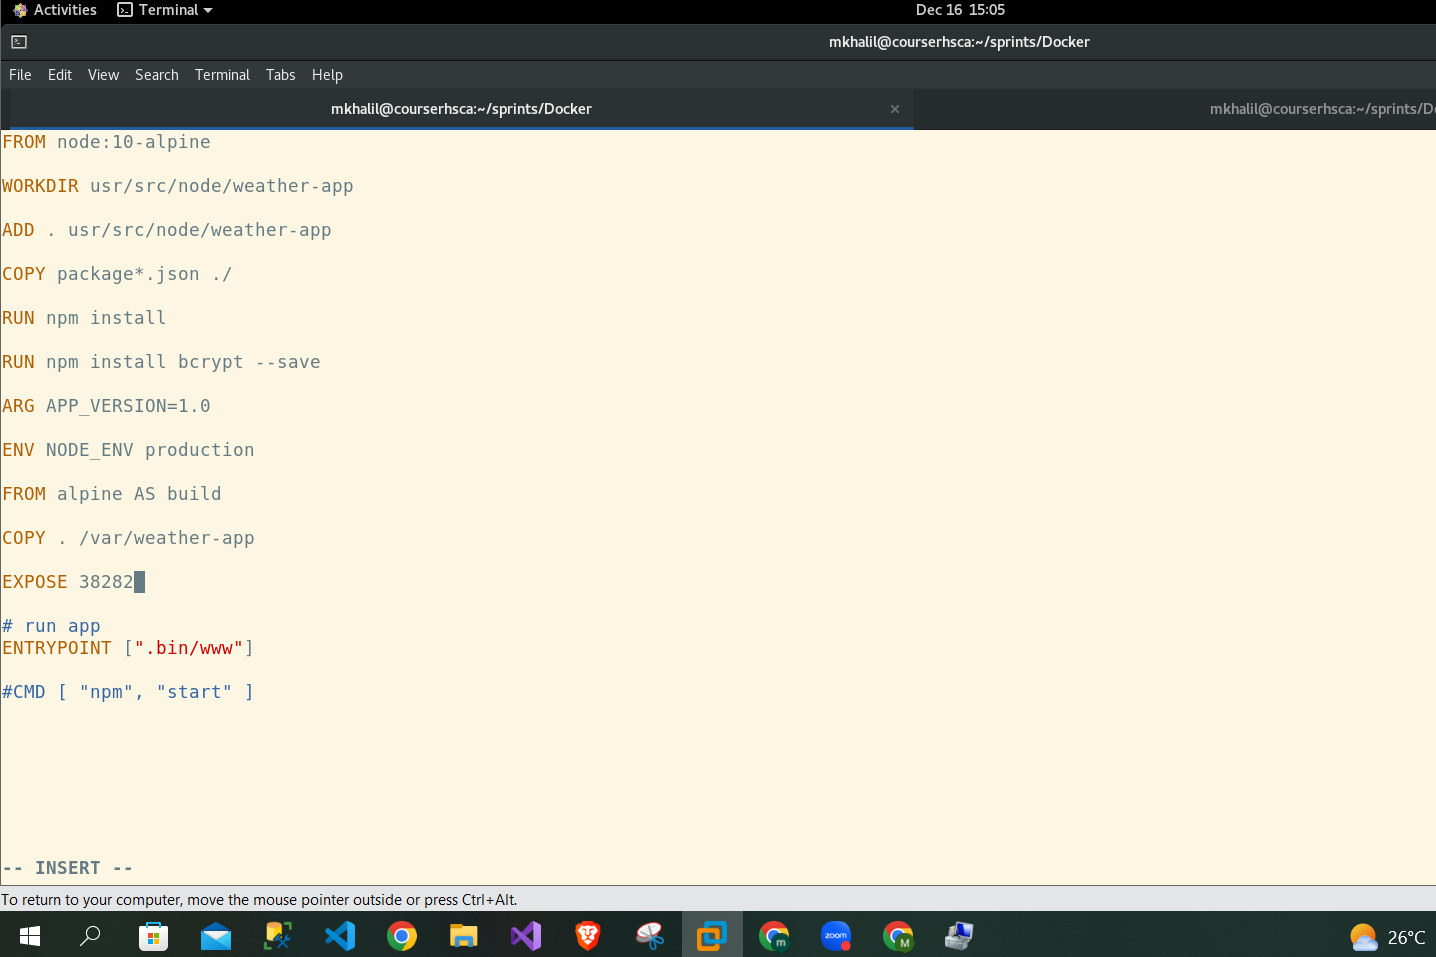 Activities Terminal Dec 16 15:05
mkhalil@courserhsca:~/sprints/Docker
File Edit View Search Terminal Tabs Help
mkhalil@courserhsca:~/sprints/Docker × mkhalil@courserhsca:~/sprints/Do
FROM node:10-alpine
WORKDIR usr/src/node/weather-app
ADD . usr/src/node/weather-app
COPY package*.json ./
RUN npm install
RUN npm install bcrypt --save
ARG APP_VERSION=1.0
ENV NODE_ENV production
FROM alpine AS build
COPY . /var/weather-app
EXPOSE 38282
# run app
ENTRYPOINT [".bin/www"]
#CMD [ "npm", "start" ]
-- INSERT --
To return to your computer, move the mouse pointer outside or press Ctrl+Alt.
zoom m M 26°C